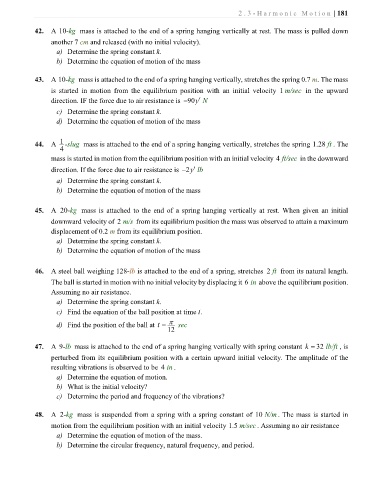 2.3-Harmonic Motion | 181
42. A 10-kg mass is attached to the end of a spring hanging vertically at rest. The mass is pulled down
another 7 cm and released (with no initial velocity).
a) Determine the spring constant k.
b) Determine the equation of motion of the mass
43. A 10-kg mass is attached to the end of a spring hanging vertically, stretches the spring 0.7 m. The mass
is started in motion from the equilibrium position with an initial velocity 1 m/sec in the upward
direction. IF the force due to air resistance is −90y′ N
c) Determine the spring constant k.
d) Determine the equation of motion of the mass
44. A 1/4-slug mass is attached to the end of a spring hanging vertically, stretches the spring 1.28 ft. The
mass is started in motion from the equilibrium position with an initial velocity 4 ft/sec in the downward
direction. If the force due to air resistance is −2y′ lb
a) Determine the spring constant k.
b) Determine the equation of motion of the mass
45. A 20-kg mass is attached to the end of a spring hanging vertically at rest. When given an initial
downward velocity of 2 m/s from its equilibrium position the mass was observed to attain a maximum
displacement of 0.2 m from its equilibrium position.
a) Determine the spring constant k.
b) Determine the equation of motion of the mass
46. A steel ball weighing 128-lb is attached to the end of a spring, stretches 2 ft from its natural length.
The ball is started in motion with no initial velocity by displacing it 6 in above the equilibrium position.
Assuming no air resistance.
a) Determine the spring constant k.
c) Find the equation of the ball position at time t.
d) Find the position of the ball at t = π/12 sec
47. A 9-lb mass is attached to the end of a spring hanging vertically with spring constant k = 32 lb/ft, is
perturbed from its equilibrium position with a certain upward initial velocity. The amplitude of the
resulting vibrations is observed to be 4 in.
a) Determine the equation of motion.
b) What is the initial velocity?
c) Determine the period and frequency of the vibrations?
48. A 2-kg mass is suspended from a spring with a spring constant of 10 N/m. The mass is started in
motion from the equilibrium position with an initial velocity 1.5 m/sec. Assuming no air resistance
a) Determine the equation of motion of the mass.
b) Determine the circular frequency, natural frequency, and period.